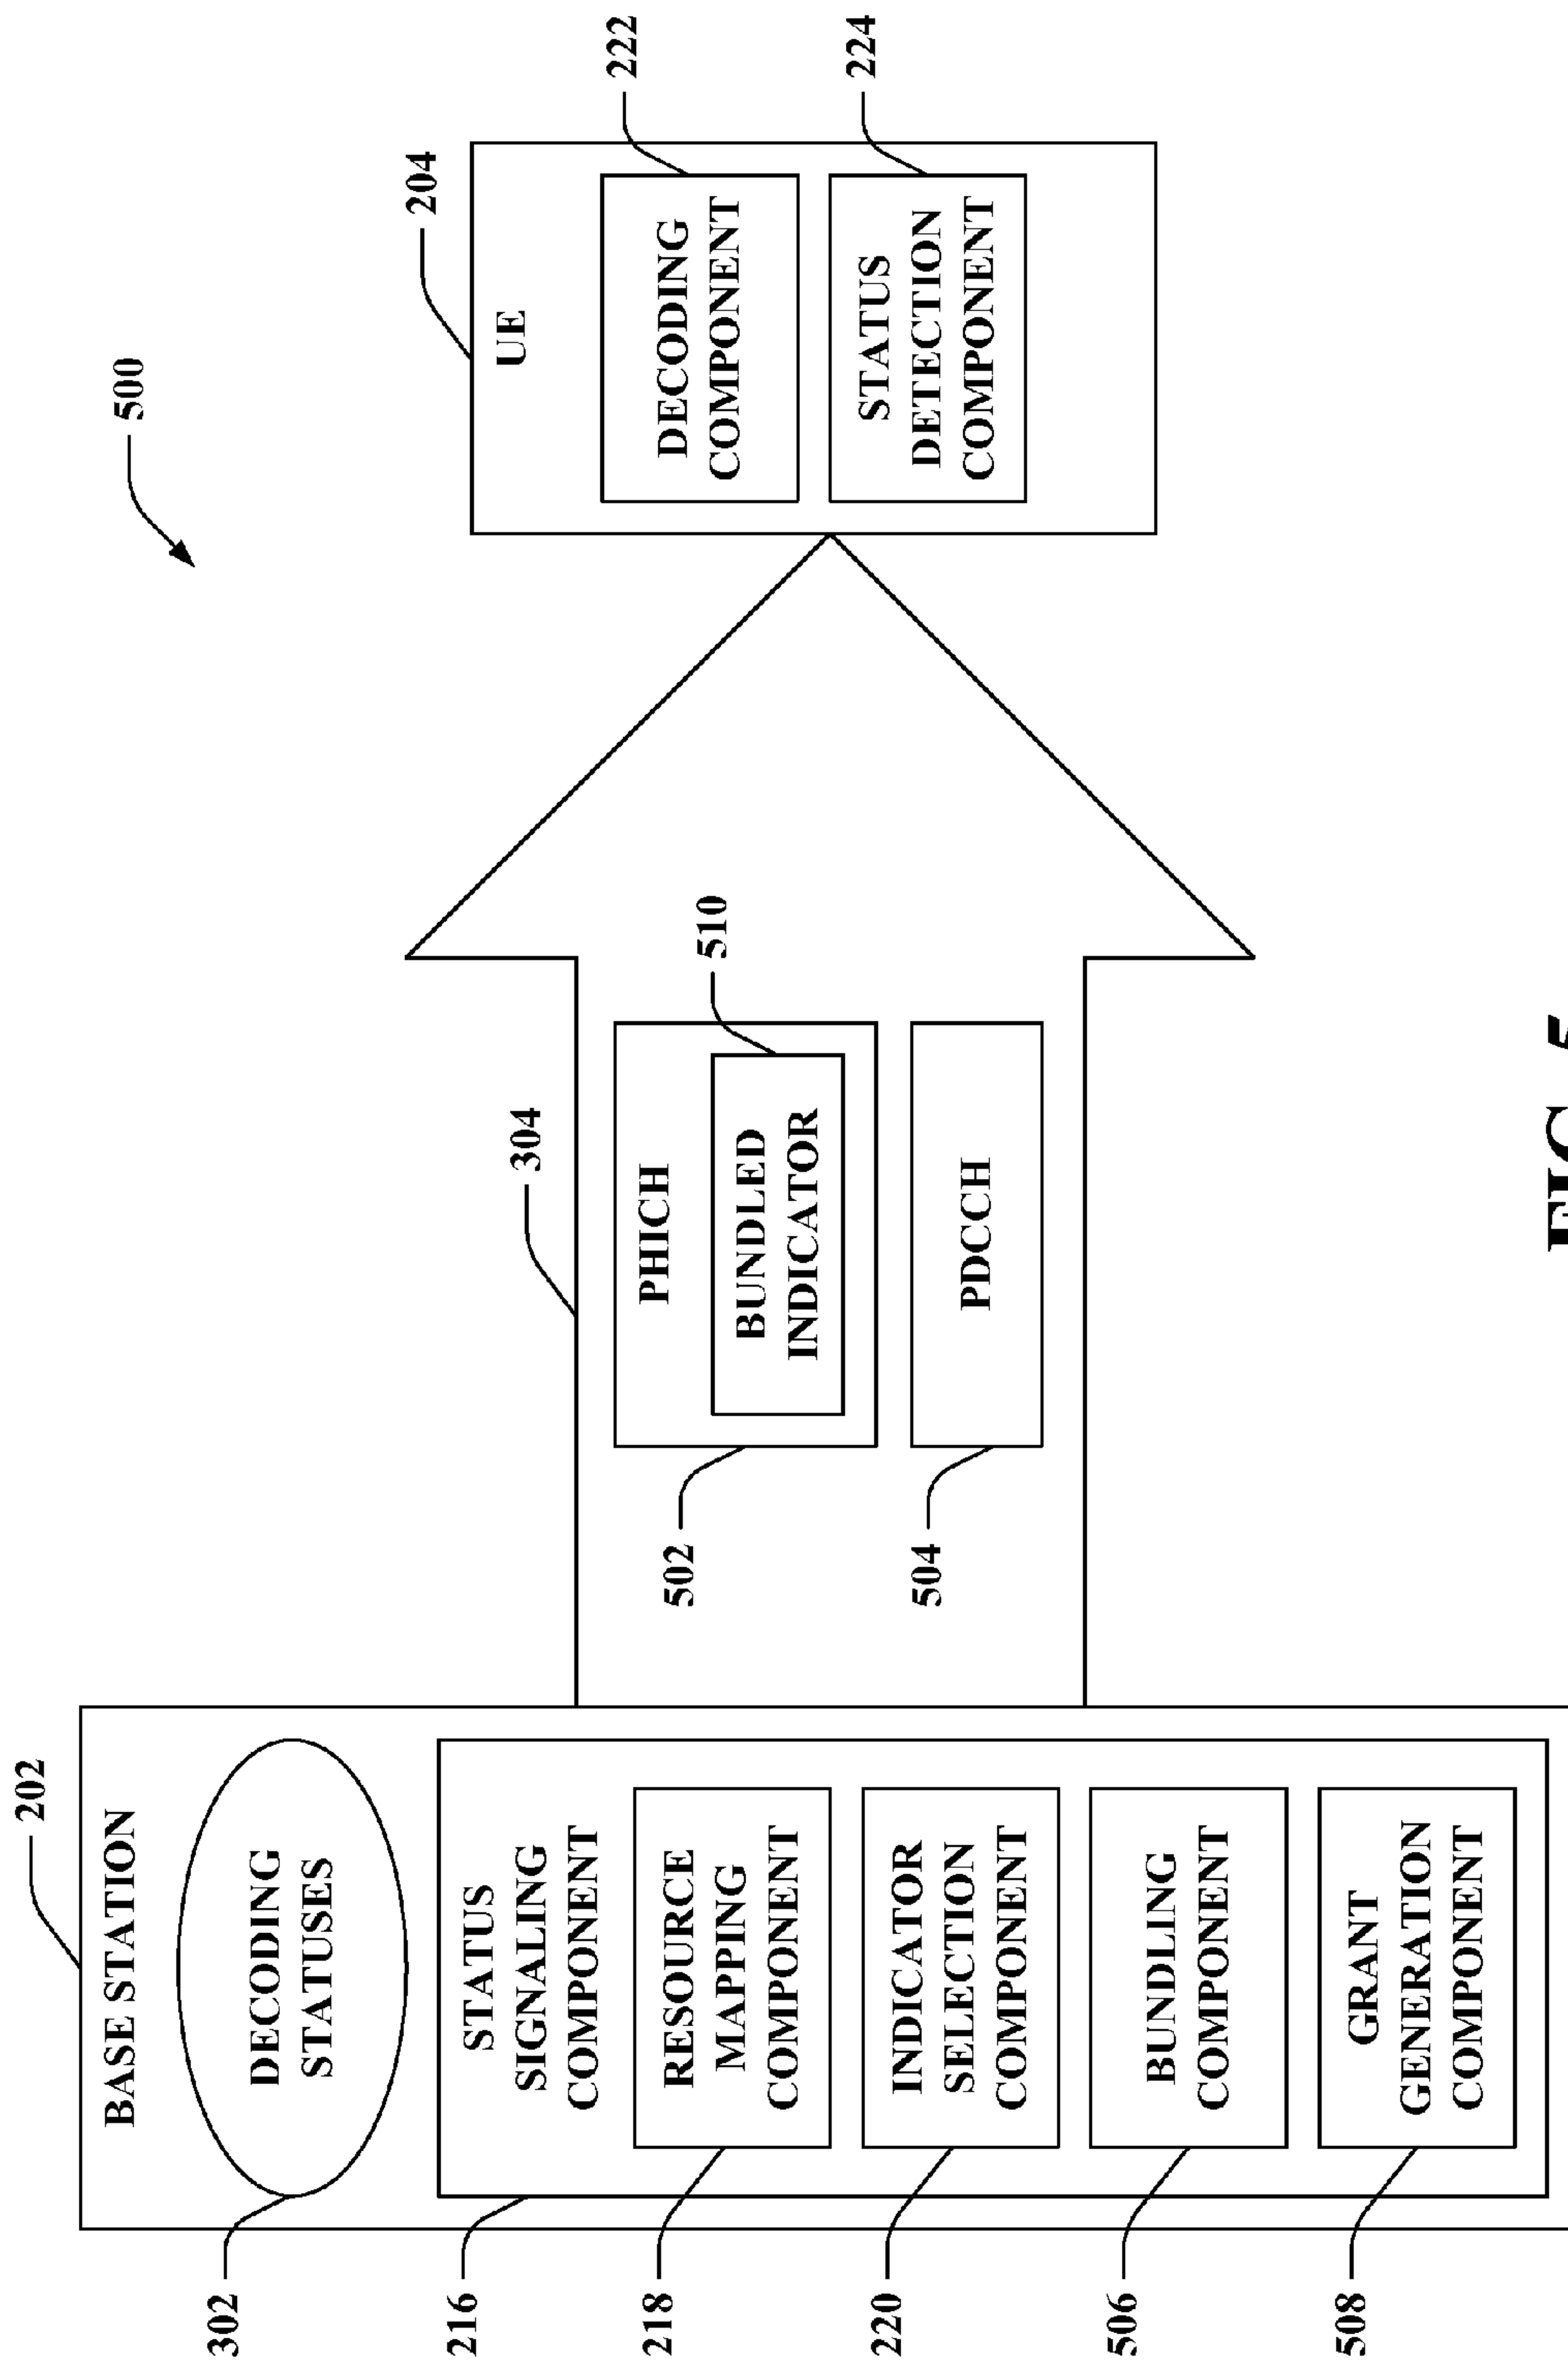 500
202
BASE STATION
302
DECODING
STATUSES
216
STATUS
SIGNALING
COMPONENT
218
RESOURCE
MAPPING
COMPONENT
220
INDICATOR
SELECTION
COMPONENT
506
BUNDLING
COMPONENT
508
GRANT
GENERATION
COMPONENT
304
502
PHICH
510
BUNDLED
INDICATOR
504
PDCCH
204
UE
222
DECODING
COMPONENT
224
STATUS
DETECTION
COMPONENT
FIG. 5